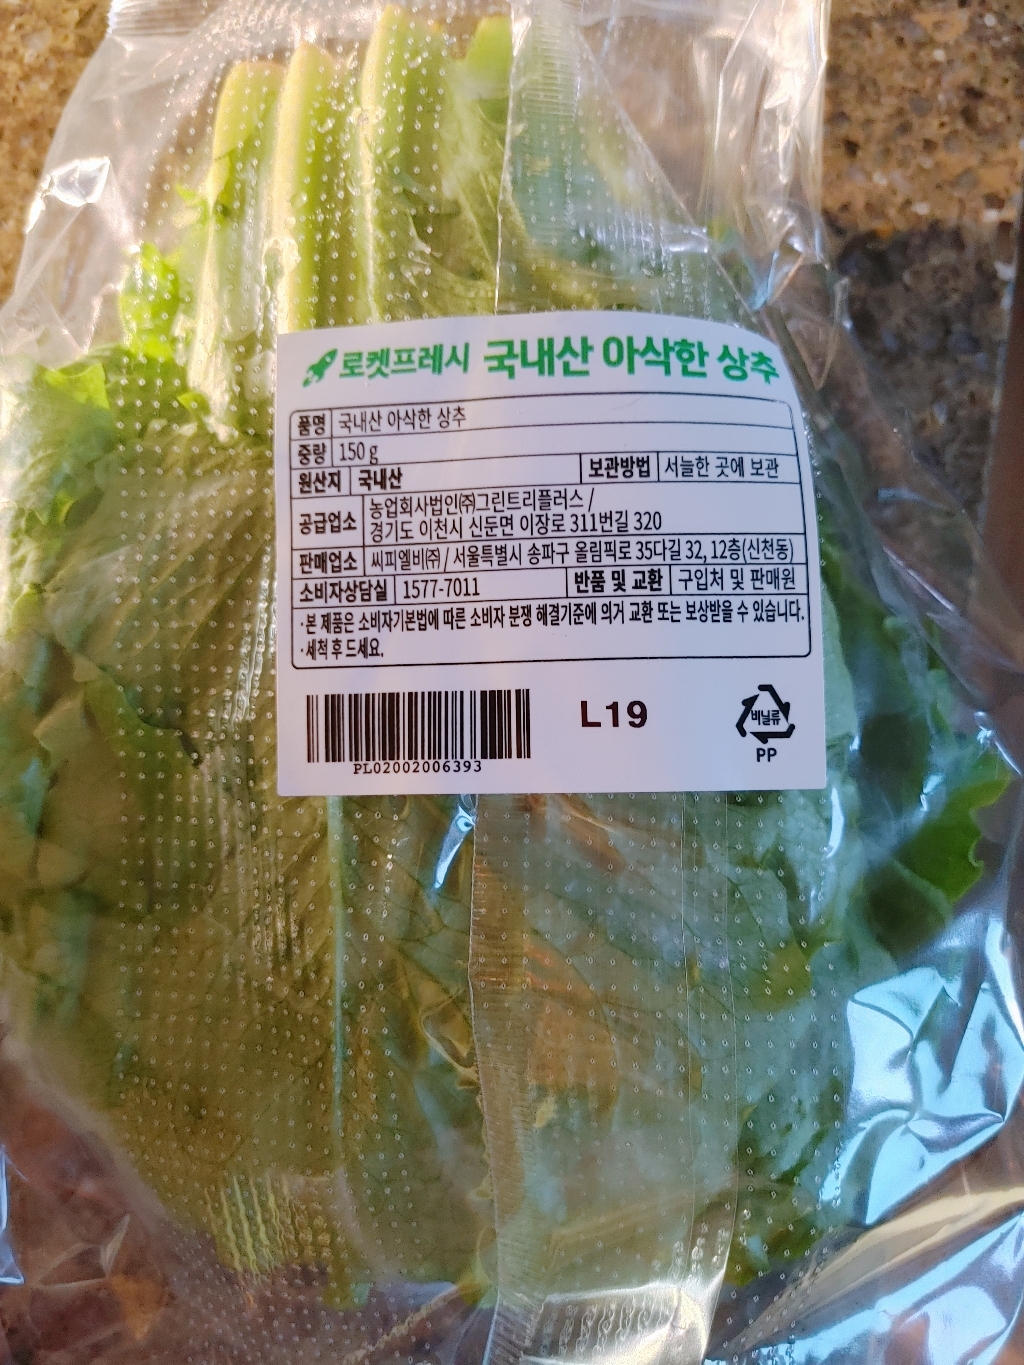 로켓프레시 국내산 아삭한 상추
품명 국내산 아삭한 상추
중량 150 g
원산지 국내산 보관방법 서늘한 곳에 보관
공급업소 농업회사법인㈜그린트리플러스 /
경기도 이천시 신둔면 이장로 311번길 320
판매업소 씨피엘비㈜ / 서울특별시 송파구 올림픽로 35다길 32, 12층(신천동)
소비자상담실 1577-7011 반품 및 교환 구입처 및 판매원
·본 제품은 소비자기본법에 따른 소비자 분쟁 해결기준에 의거 교환 또는 보상받을 수 있습니다.
·세척 후 드세요.
PL02002006393
L19
비닐류
PP